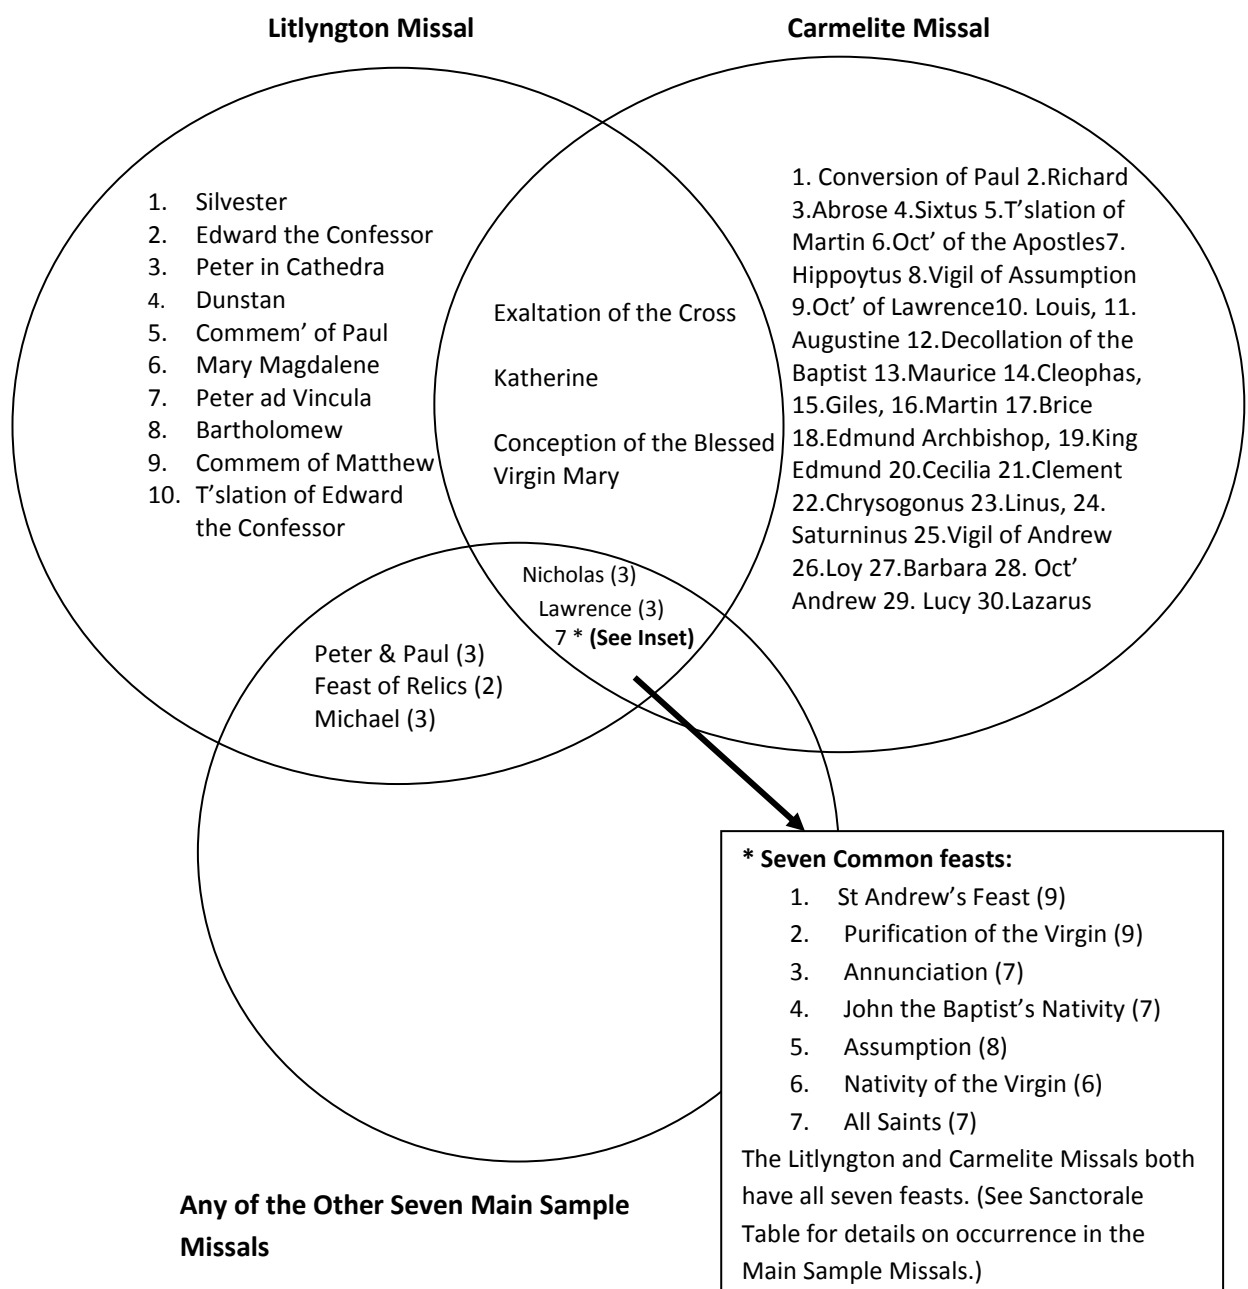 Litlyngton Missal
Carmelite Missal
1. Silvester
2. Edward the Confessor
3. Peter in Cathedra
4. Dunstan
5. Commem’ of Paul
6. Mary Magdalene
7. Peter ad Vincula
8. Bartholomew
9. Commem of Matthew
10. T’slation of Edward
the Confessor
Exaltation of the Cross
Katherine
Conception of the Blessed
Virgin Mary
1. Conversion of Paul 2.Richard
3.Abrose 4.Sixtus 5.T’slation of
Martin 6.Oct’ of the Apostles7.
Hippoytus 8.Vigil of Assumption
9.Oct’ of Lawrence10. Louis, 11.
Augustine 12.Decollation of the
Baptist 13.Maurice 14.Cleophas,
15.Giles, 16.Martin 17.Brice
18.Edmund Archbishop, 19.King
Edmund 20.Cecilia 21.Clement
22.Chrysogonus 23.Linus, 24.
Saturninus 25.Vigil of Andrew
26.Loy 27.Barbara 28. Oct’
Andrew 29. Lucy 30.Lazarus
Nicholas (3)
Lawrence (3)
7 * (See Inset)
Peter & Paul (3)
Feast of Relics (2)
Michael (3)
* Seven Common feasts:
1. St Andrew’s Feast (9)
2. Purification of the Virgin (9)
3. Annunciation (7)
4. John the Baptist’s Nativity (7)
5. Assumption (8)
6. Nativity of the Virgin (6)
7. All Saints (7)
The Litlyngton and Carmelite Missals both
have all seven feasts. (See Sanctorale
Table for details on occurrence in the
Main Sample Missals.)
Any of the Other Seven Main Sample
Missals